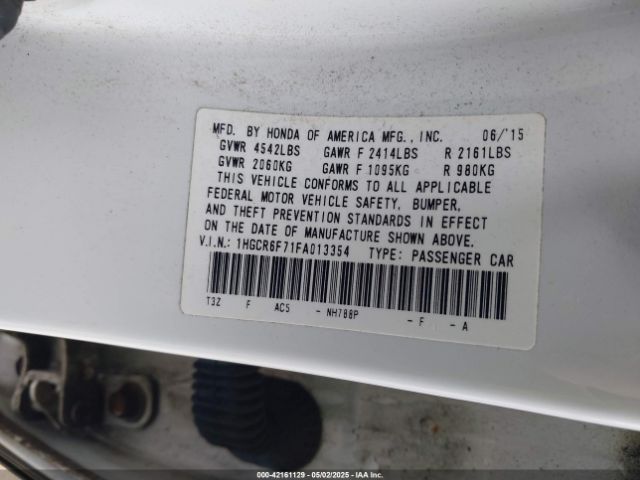 MFD. BY HONDA OF AMERICA MFG., INC. 06/'15
GVWR 4542LBS GAWR F 2414LBS R 2161LBS
GVWR 2060KG GAWR F 1095KG R 980KG
THIS VEHICLE CONFORMS TO ALL APPLICABLE
FEDERAL MOTOR VEHICLE SAFETY, BUMPER,
AND THEFT PREVENTION STANDARDS IN EFFECT
ON THE DATE OF MANUFACTURE SHOWN ABOVE.
V.I.N.: 1HGCR6F71FA013354 TYPE: PASSENGER CAR
T3Z F AC5 - NH788P - F - A
000-42161129 - 05/02/2025 - IAAI.com